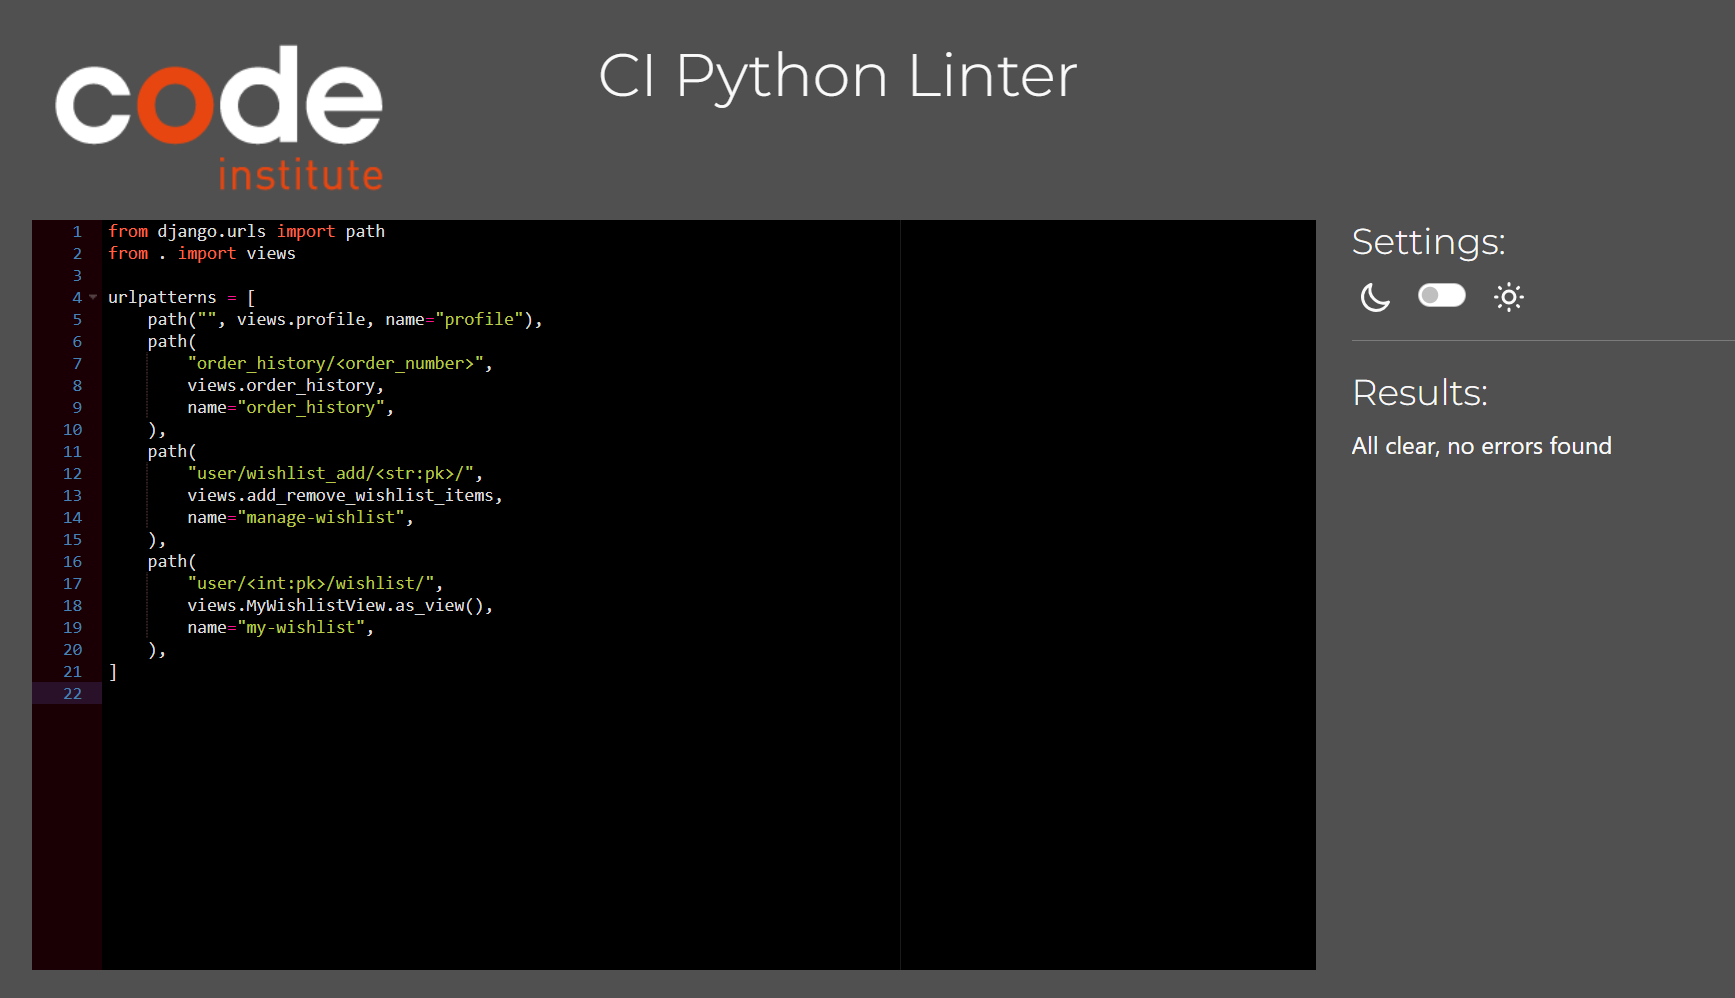 code
institute
CI Python Linter
1 from django.urls import path
2 from . import views
3
4 urlpatterns = [
5     path("", views.profile, name="profile"),
6     path(
7         "order_history/<order_number>",
8         views.order_history,
9         name="order_history",
10     ),
11     path(
12         "user/wishlist_add/<str:pk>/",
13         views.add_remove_wishlist_items,
14         name="manage-wishlist",
15     ),
16     path(
17         "user/<int:pk>/wishlist/",
18         views.MyWishlistView.as_view(),
19         name="my-wishlist",
20     ),
21 ]
22
Settings:
Results:
All clear, no errors found